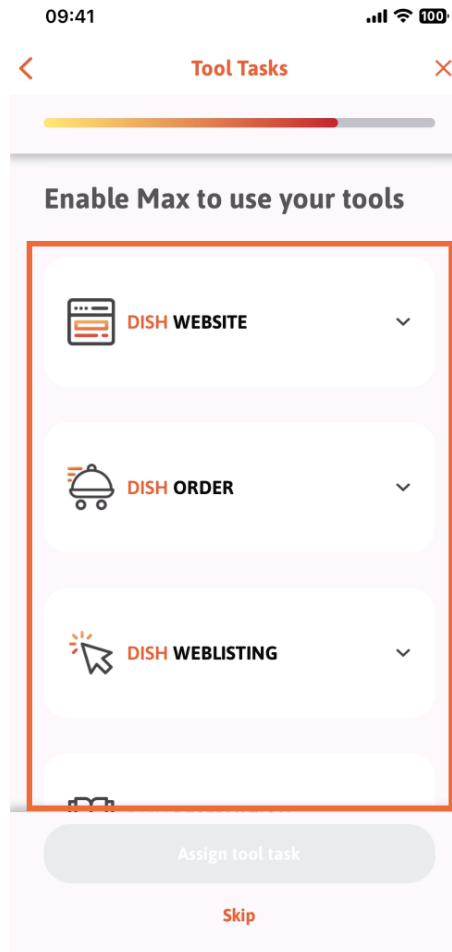 09:41
100
Tool Tasks
Enable Max to use your tools
DISH WEBSITE
DISH ORDER
DISH WEBLISTING
Assign tool task
Skip